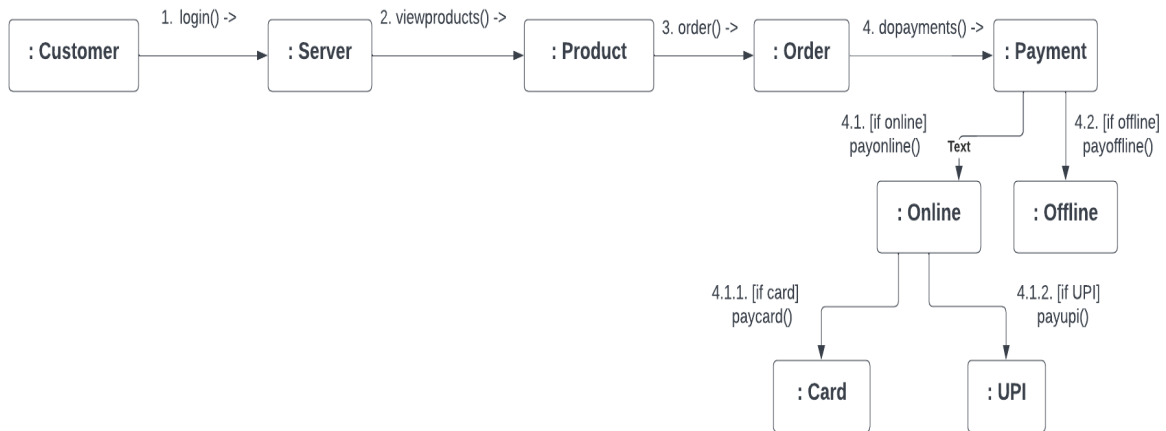 1. login() ->
2. viewproducts() ->
3. order() ->
4. dopayments() ->
: Customer
: Server
: Product
: Order
: Payment
4.1. [if online]
payonline()
Text
4.2. [if offline]
payoffline()
: Online
: Offline
4.1.1. [if card]
paycard()
4.1.2. [if UPI]
payupi()
: Card
: UPI